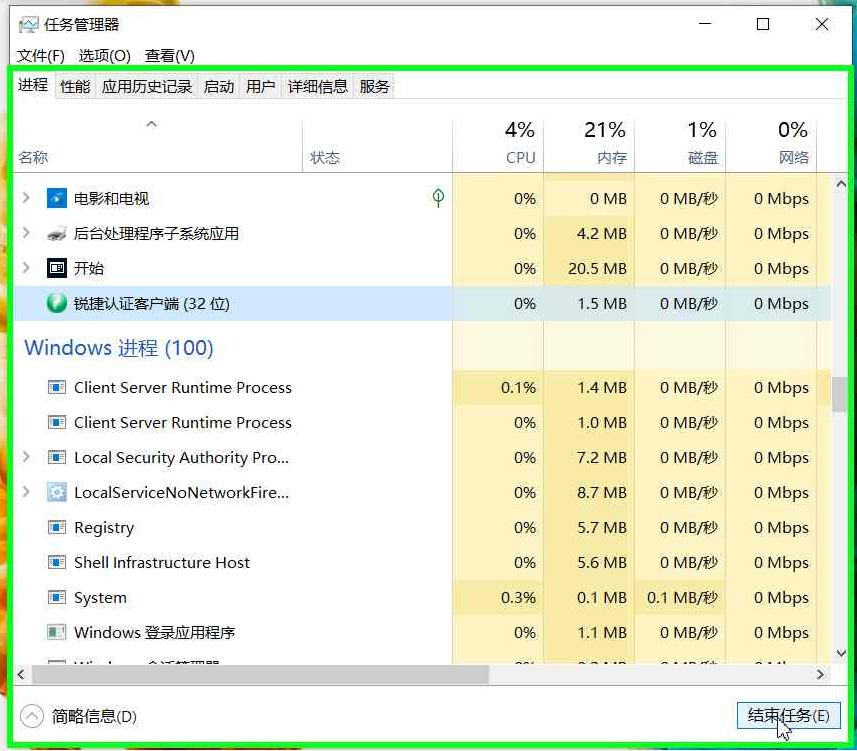 任务管理器
文件(F) 选项(O) 查看(V)
进程 性能 应用历史记录 启动 用户 详细信息 服务
4% 21% 1% 0%
名称 状态 CPU 内存 磁盘 网络
电影和电视 0% 0 MB 0 MB/秒 0 Mbps
后台处理程序子系统应用 0% 4.2 MB 0 MB/秒 0 Mbps
开始 0% 20.5 MB 0 MB/秒 0 Mbps
锐捷认证客户端 (32 位) 0% 1.5 MB 0 MB/秒 0 Mbps
Windows 进程 (100)
Client Server Runtime Process 0.1% 1.4 MB 0 MB/秒 0 Mbps
Client Server Runtime Process 0% 1.0 MB 0 MB/秒 0 Mbps
Local Security Authority Pro... 0% 7.2 MB 0 MB/秒 0 Mbps
LocalServiceNoNetworkFire... 0% 8.7 MB 0 MB/秒 0 Mbps
Registry 0% 5.7 MB 0 MB/秒 0 Mbps
Shell Infrastructure Host 0% 5.6 MB 0 MB/秒 0 Mbps
System 0.3% 0.1 MB 0.1 MB/秒 0 Mbps
Windows 登录应用程序 0% 1.1 MB 0 MB/秒 0 Mbps
简略信息(D) 结束任务(E)